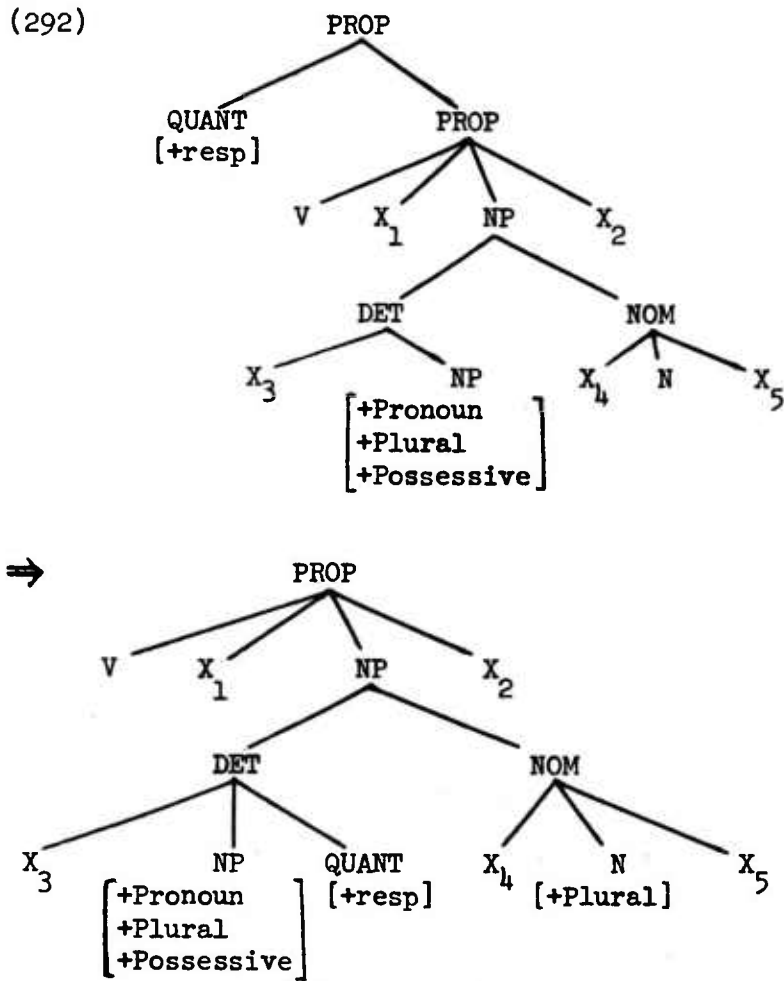 (292) PROP
QUANT PROP
[+resp]
V X1 NP X2
DET NOM
X3 NP X4 N X5
[+Pronoun
+Plural
+Possessive]
⇒ PROP
V X1 NP X2
DET NOM
X3 NP QUANT X4 N X5
[+Pronoun [+resp] [+Plural]
+Plural
+Possessive]